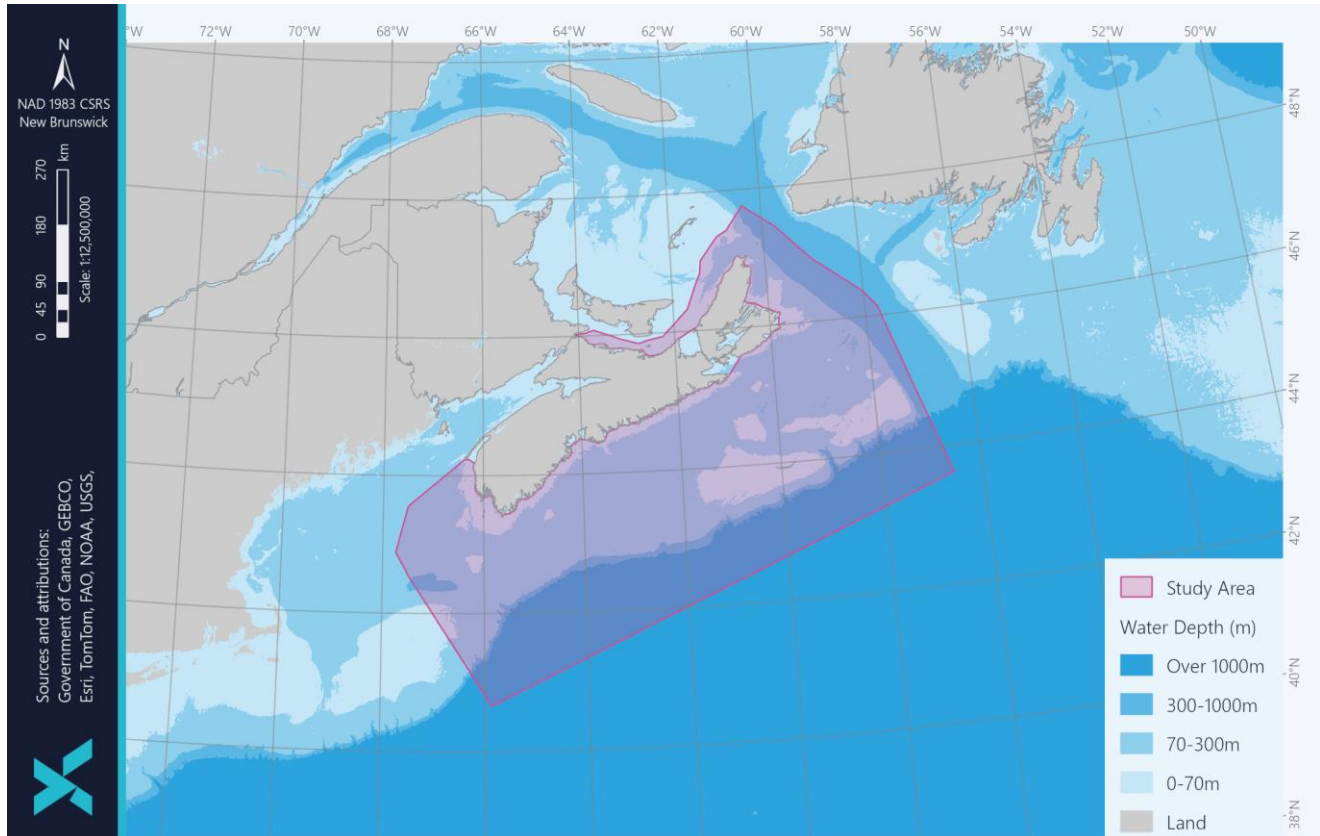 °W
72°W
70°W
68°W
66°W
64°W
62°W
60°W
58°W
56°W
54°W
52°W
50°W
48°N
46°N
44°N
42°N
40°N
38°N
N
NAD 1983 CSRS
New Brunswick
0 45 90 180 270
km
Scale: 1:12,500,000
Sources and attributions:
Government of Canada, GEBCO,
Esri, TomTom, FAO, NOAA, USGS,
Study Area
Water Depth (m)
Over 1000m
300-1000m
70-300m
0-70m
Land